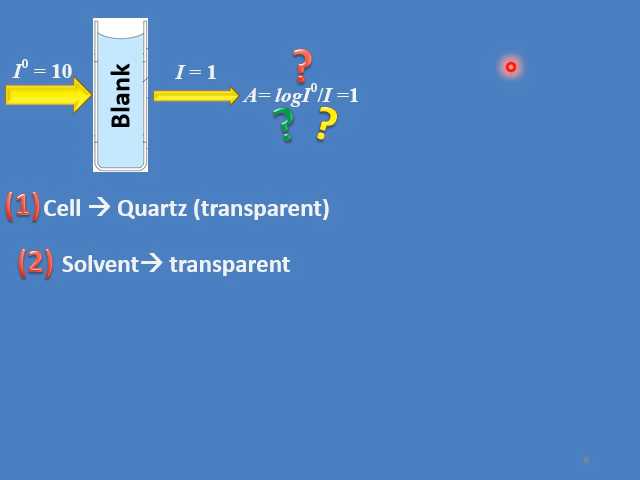 I⁰ = 10
Blank
I = 1
?
A= logI⁰/I =1
? ?
(1) Cell → Quartz (transparent)
(2) Solvent→ transparent